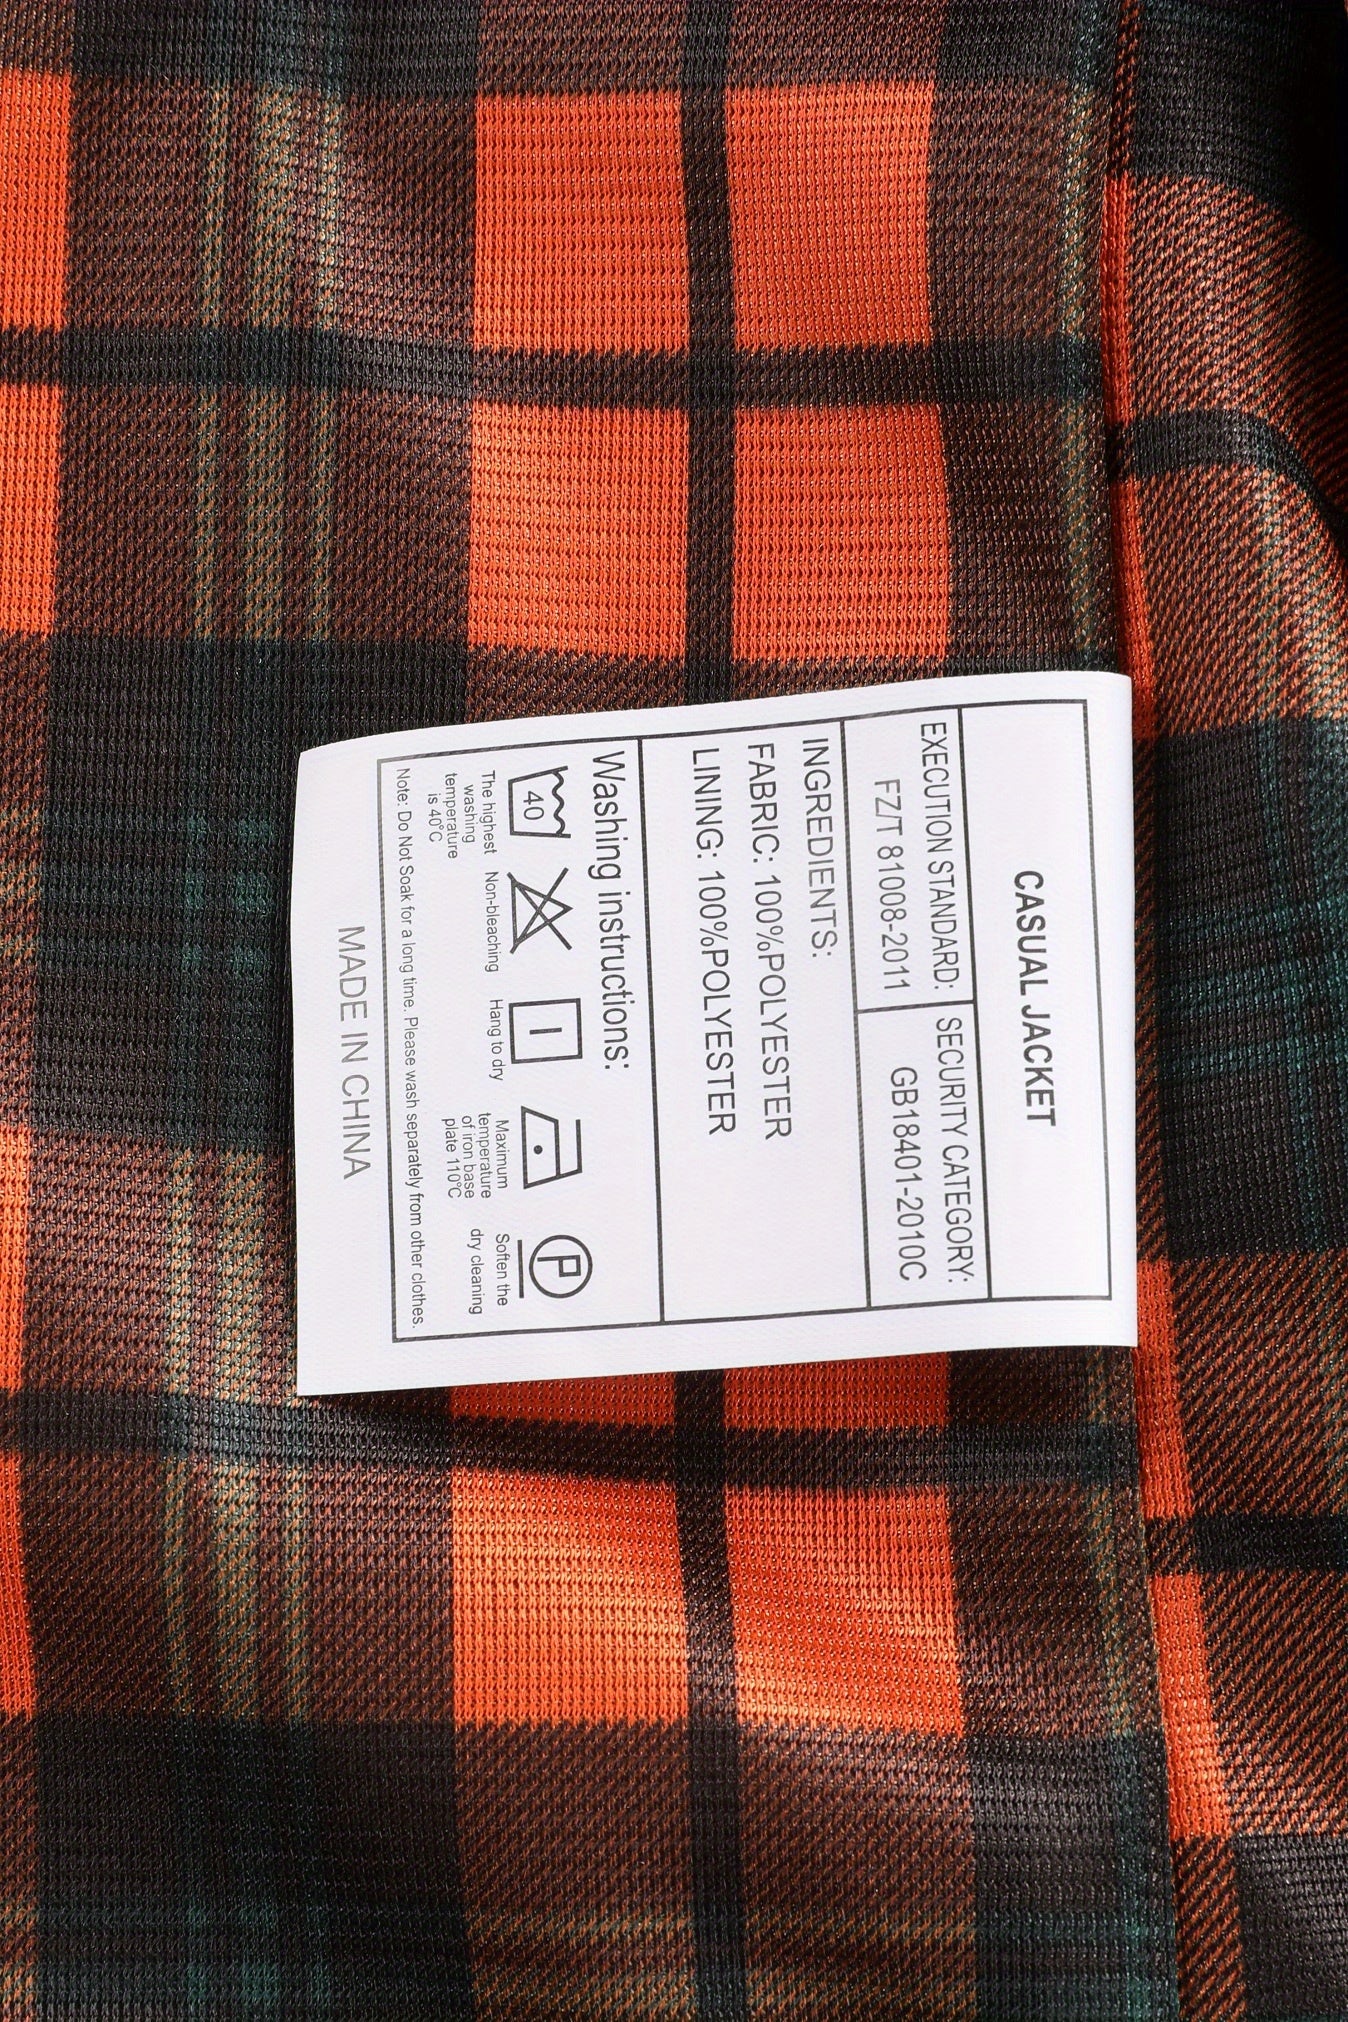 CASUAL JACKET
EXECUTION STANDARD:
FZ/T 81008-2011
SECURITY CATEGORY:
GB18401-2010C
INGREDIENTS:
FABRIC: 100%POLYESTER
LINING: 100%POLYESTER
Washing instructions:
40
The highest
washing
temperature
is 40°C
Non-bleaching
Hang to dry
Maximum
temperature
of iron base
plate 110°C
P
Soften the
dry cleaning
Note: Do Not Soak for a long time. Please wash separately from other clothes.
MADE IN CHINA